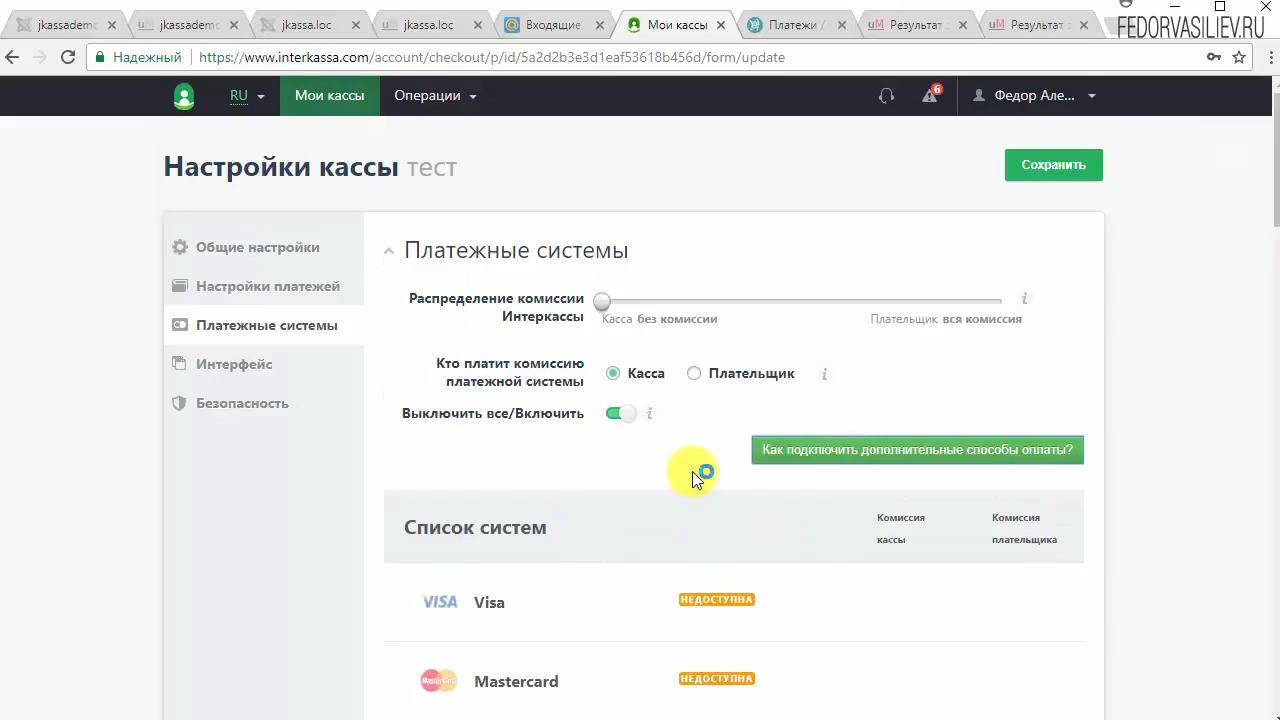 jkassademo
jkassademc
jkassa.loc
jkassa.loc
Входящие
Мои кассы
Платежи /
Результат
Результат
FEDORVASILIEV.RU
Надежный
https://www.interkassa.com/account/checkout/p/id/5a2d2b3e3d1eaf53618b456d/form/update
RU
Мои кассы
Операции
6
Федор Але...
Настройки кассы тест
Сохранить
Общие настройки
Настройки платежей
Платежные системы
Интерфейс
Безопасность
Платежные системы
Распределение комиссии
Интеркассы
Касса без комиссии
Плательщик вся комиссия
Кто платит комиссию
платежной системы
Касса
Плательщик
Выключить все/Включить
Как подключить дополнительные способы оплаты?
Список систем
Комиссия
кассы
Комиссия
плательщика
VISA
Visa
НЕДОСТУПНА
MasterCard
Mastercard
НЕДОСТУПНА